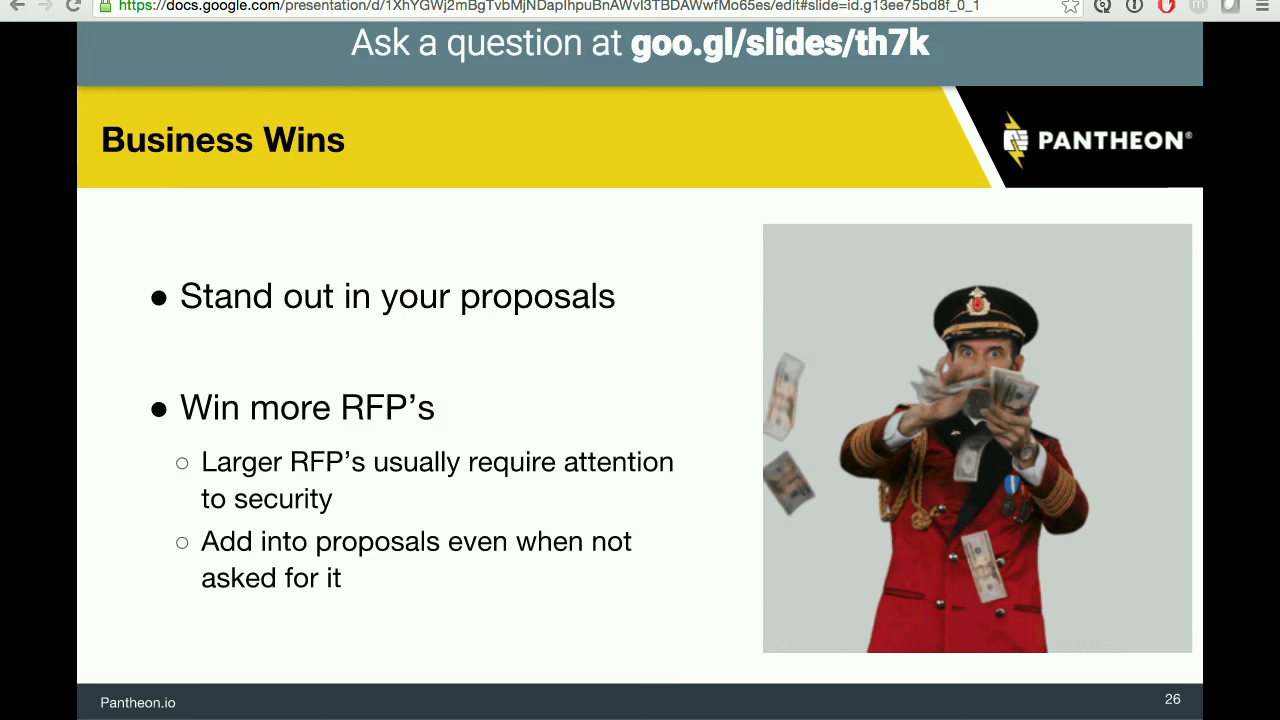 https://docs.google.com/presentation/d/1XhYGWj2mBgTvbMjNDapIhpuBnAWvI3TBDAWwfMo65es/edit#slide=id.g13ee75bd8f_0_1
Ask a question at goo.gl/slides/th7k
Business Wins
PANTHEON®
● Stand out in your proposals
● Win more RFP's
○ Larger RFP's usually require attention
to security
○ Add into proposals even when not
asked for it
Pantheon.io
26